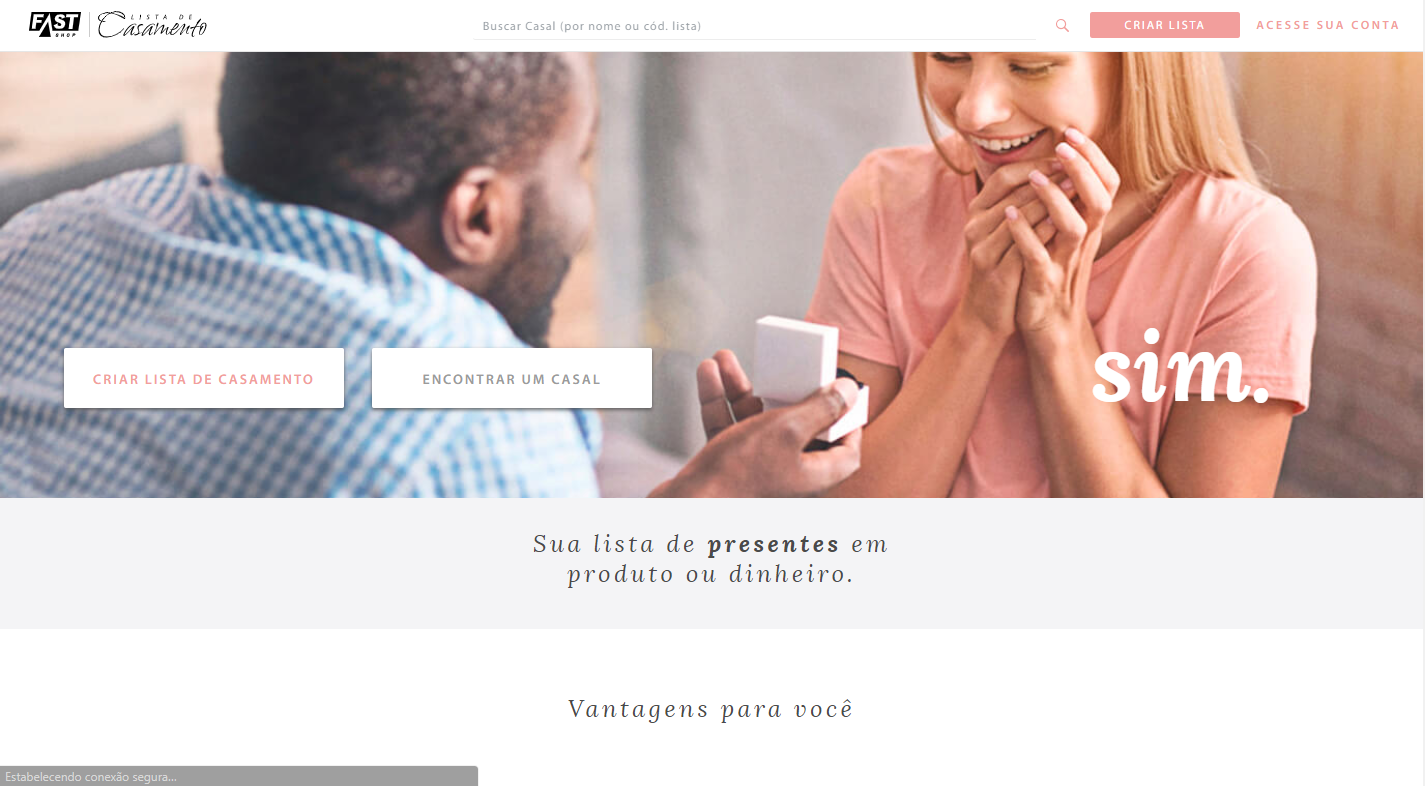 FAST
SHOP
LISTA DE
Casamento
Buscar Casal (por nome ou cód. lista)
CRIAR LISTA
ACESSE SUA CONTA
sim.
CRIAR LISTA DE CASAMENTO
ENCONTRAR UM CASAL
Sua lista de presentes em
produto ou dinheiro.
Vantagens para você
Estabelecendo conexão segura...